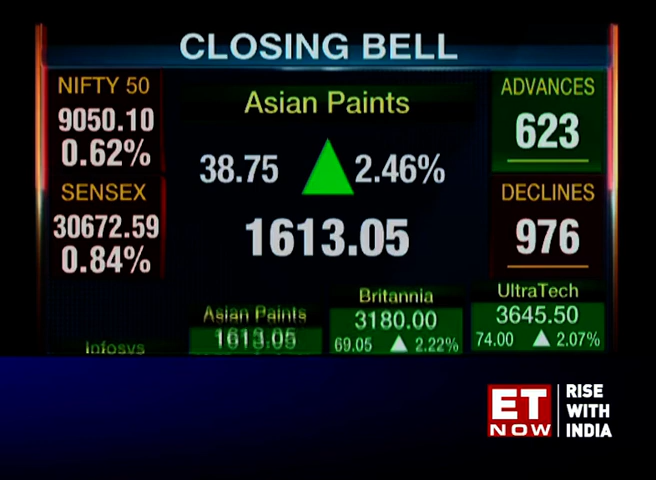 CLOSING BELL
NIFTY 50
9050.10
0.62%
SENSEX
30672.59
0.84%
Asian Paints
38.75 ▲ 2.46%
1613.05
ADVANCES
623
DECLINES
976
Infosys
Asian Paints
1613.05
Britannia
3180.00
69.05 ▲ 2.22%
UltraTech
3645.50
74.00 ▲ 2.07%
ET
NOW
RISE
WITH
INDIA